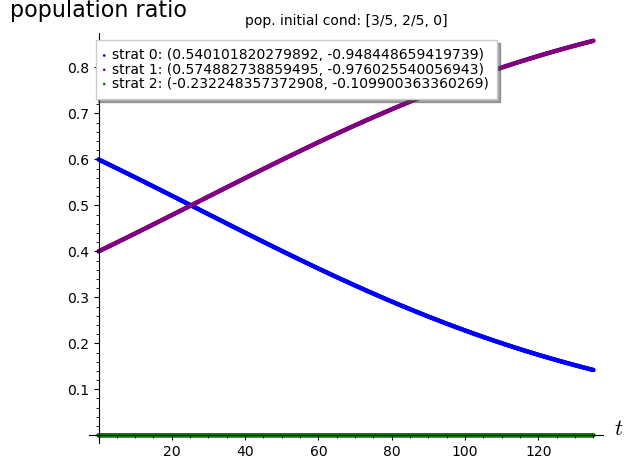 population ratio
pop. initial cond: [3/5, 2/5, 0]
strat 0: (0.540101820279892, -0.948448659419739)
strat 1: (0.574882738859495, -0.976025540056943)
strat 2: (-0.232248357372908, -0.109900363360269)
0.8
0.7
0.6
0.5
0.4
0.3
0.2
0.1
20 40 60 80 100 120
t